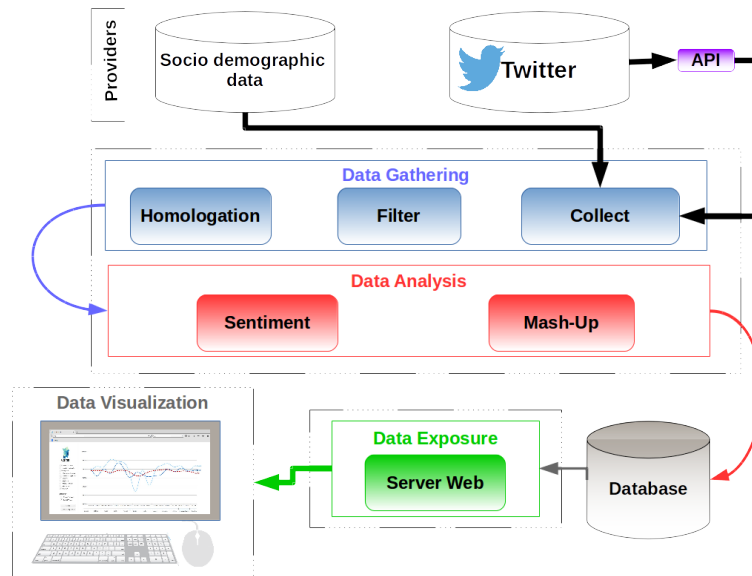 Providers
Socio demographic
data
Twitter
API
Data Gathering
Homologation
Filter
Collect
Data Analysis
Sentiment
Mash-Up
Data Visualization
Data Exposure
Server Web
Database